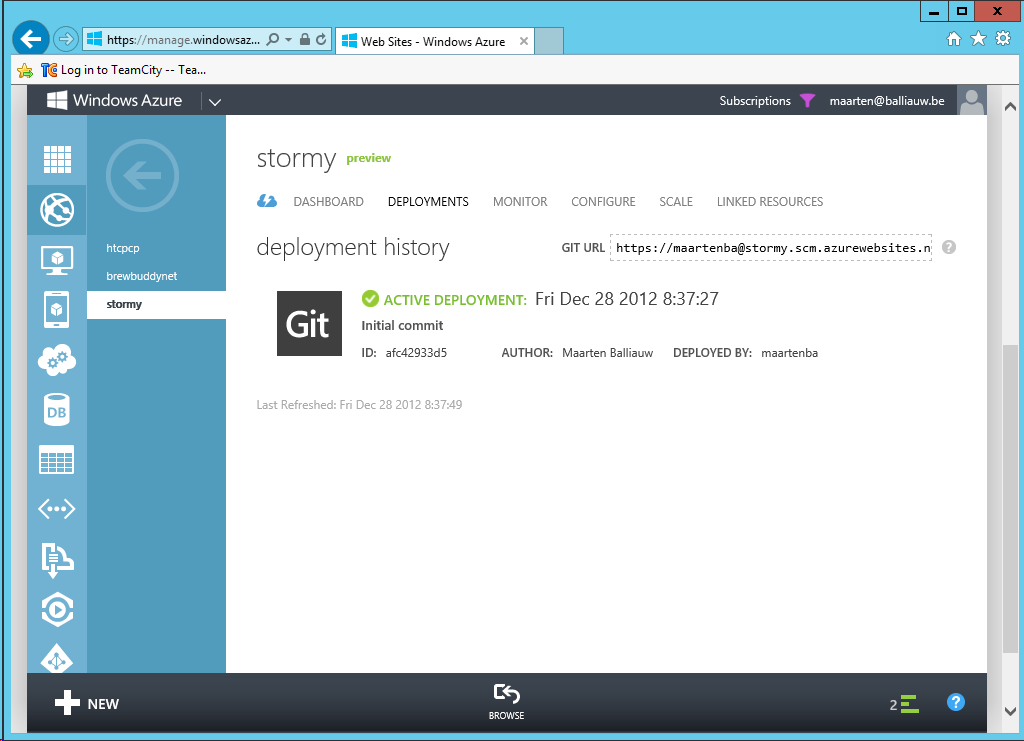 https://manage.windowsaz...
Web Sites - Windows Azure
TC Log in to TeamCity -- Tea...
Windows Azure
Subscriptions maarten@balliauw.be
stormy preview
DASHBOARD DEPLOYMENTS MONITOR CONFIGURE SCALE LINKED RESOURCES
htcpcp
brewbuddynet
stormy
deployment history
GIT URL https://maartenba@stormy.scm.azurewebsites.n
?
Git
ACTIVE DEPLOYMENT: Fri Dec 28 2012 8:37:27
Initial commit
ID: afc42933d5 AUTHOR: Maarten Balliauw DEPLOYED BY: maartenba
Last Refreshed: Fri Dec 28 2012 8:37:49
DB
NEW
BROWSE
2
?